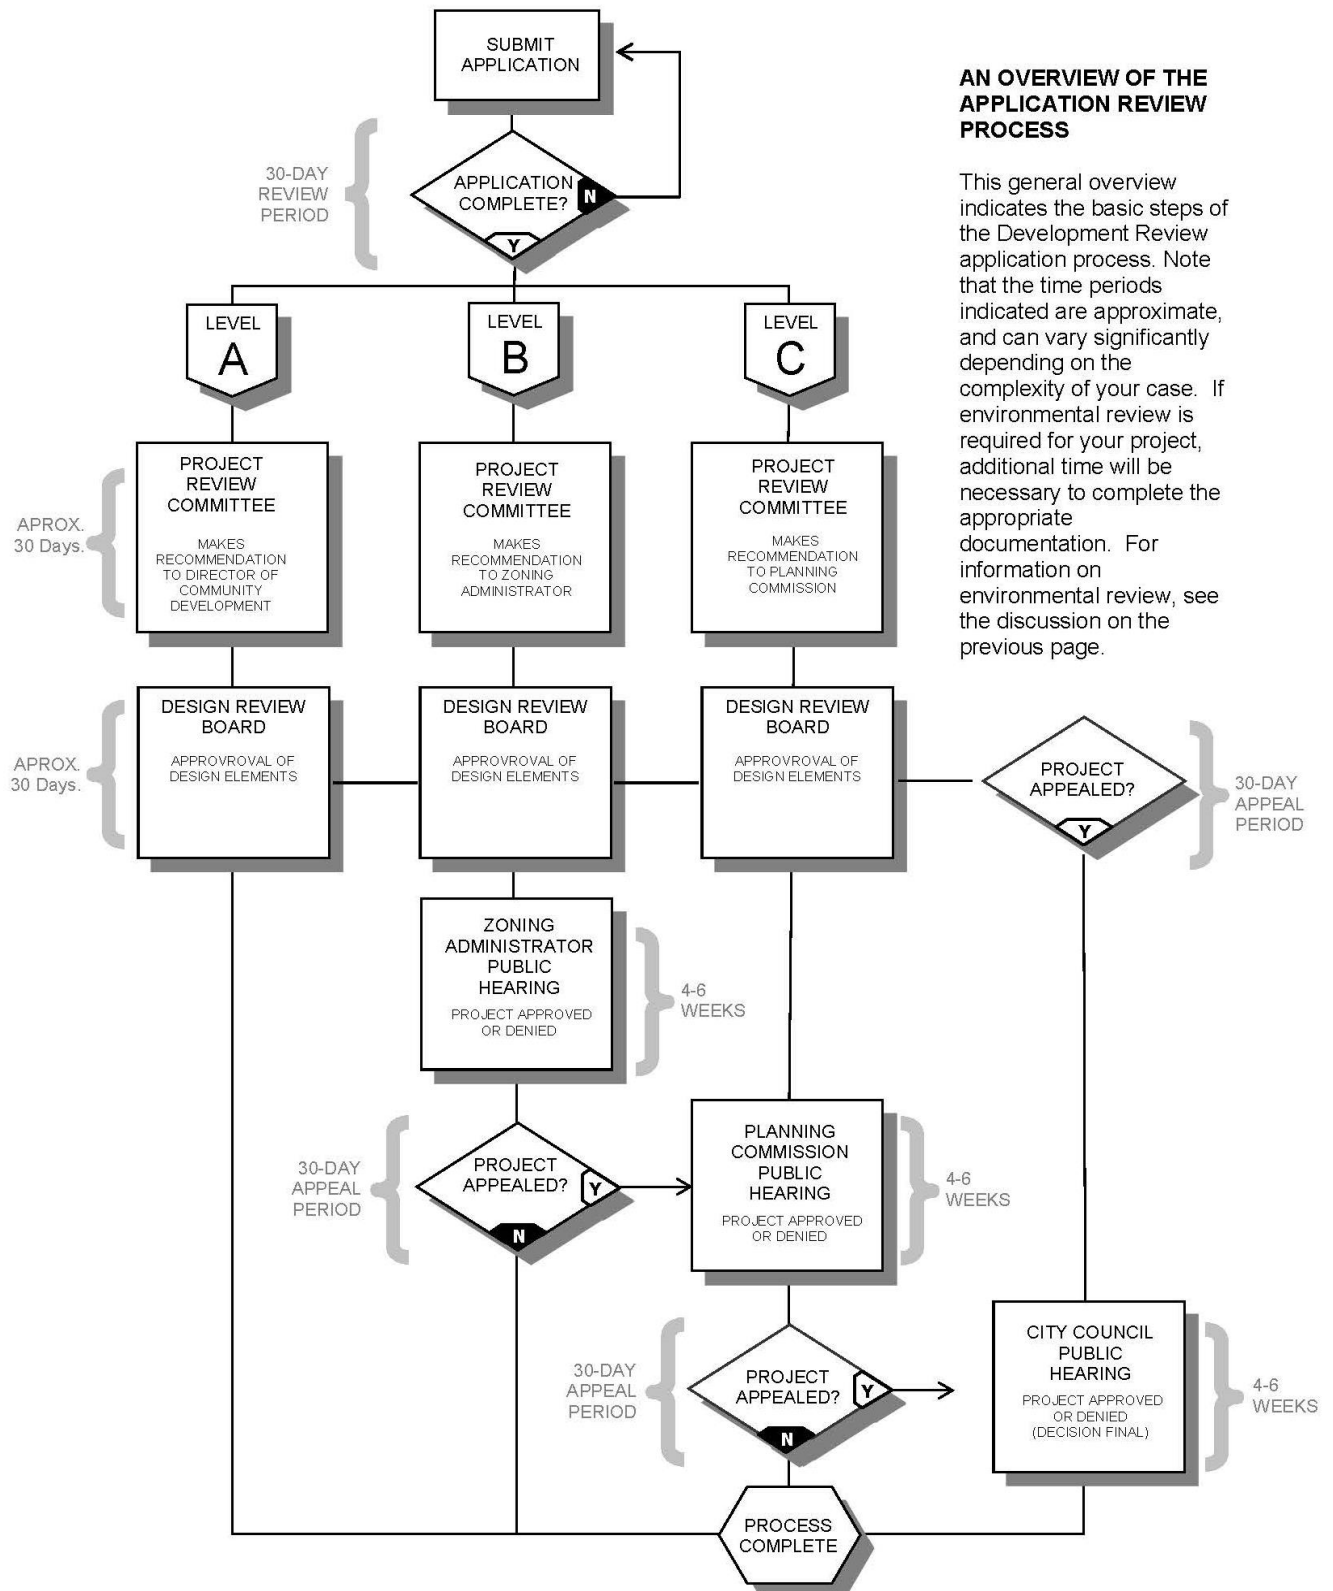 SUBMIT
APPLICATION
AN OVERVIEW OF THE
APPLICATION REVIEW
PROCESS
This general overview
indicates the basic steps of
the Development Review
application process. Note
that the time periods
indicated are approximate,
and can vary significantly
depending on the
complexity of your case.  If
environmental review is
required for your project,
additional time will be
necessary to complete the
appropriate
documentation.  For
information on
environmental review, see
the discussion on the
previous page.
30-DAY
REVIEW
PERIOD
APPLICATION
COMPLETE?
N
Y
LEVEL
A
LEVEL
B
LEVEL
C
APROX.
30 Days.
PROJECT
REVIEW
COMMITTEE
MAKES
RECOMMENDATION
TO DIRECTOR OF
COMMUNITY
DEVELOPMENT
PROJECT
REVIEW
COMMITTEE
MAKES
RECOMMENDATION
TO ZONING
ADMINISTRATOR
PROJECT
REVIEW
COMMITTEE
MAKES
RECOMMENDATION
TO PLANNING
COMMISSION
APROX.
30 Days.
DESIGN REVIEW
BOARD
APPROVROVAL OF
DESIGN ELEMENTS
DESIGN REVIEW
BOARD
APPROVROVAL OF
DESIGN ELEMENTS
DESIGN REVIEW
BOARD
APPROVROVAL OF
DESIGN ELEMENTS
PROJECT
APPEALED?
Y
30-DAY
APPEAL
PERIOD
ZONING
ADMINISTRATOR
PUBLIC
HEARING
PROJECT APPROVED
OR DENIED
4-6
WEEKS
30-DAY
APPEAL
PERIOD
PROJECT
APPEALED?
Y
N
PLANNING
COMMISSION
PUBLIC
HEARING
PROJECT APPROVED
OR DENIED
4-6
WEEKS
30-DAY
APPEAL
PERIOD
PROJECT
APPEALED?
Y
N
CITY COUNCIL
PUBLIC
HEARING
PROJECT APPROVED
OR DENIED
(DECISION FINAL)
4-6
WEEKS
PROCESS
COMPLETE